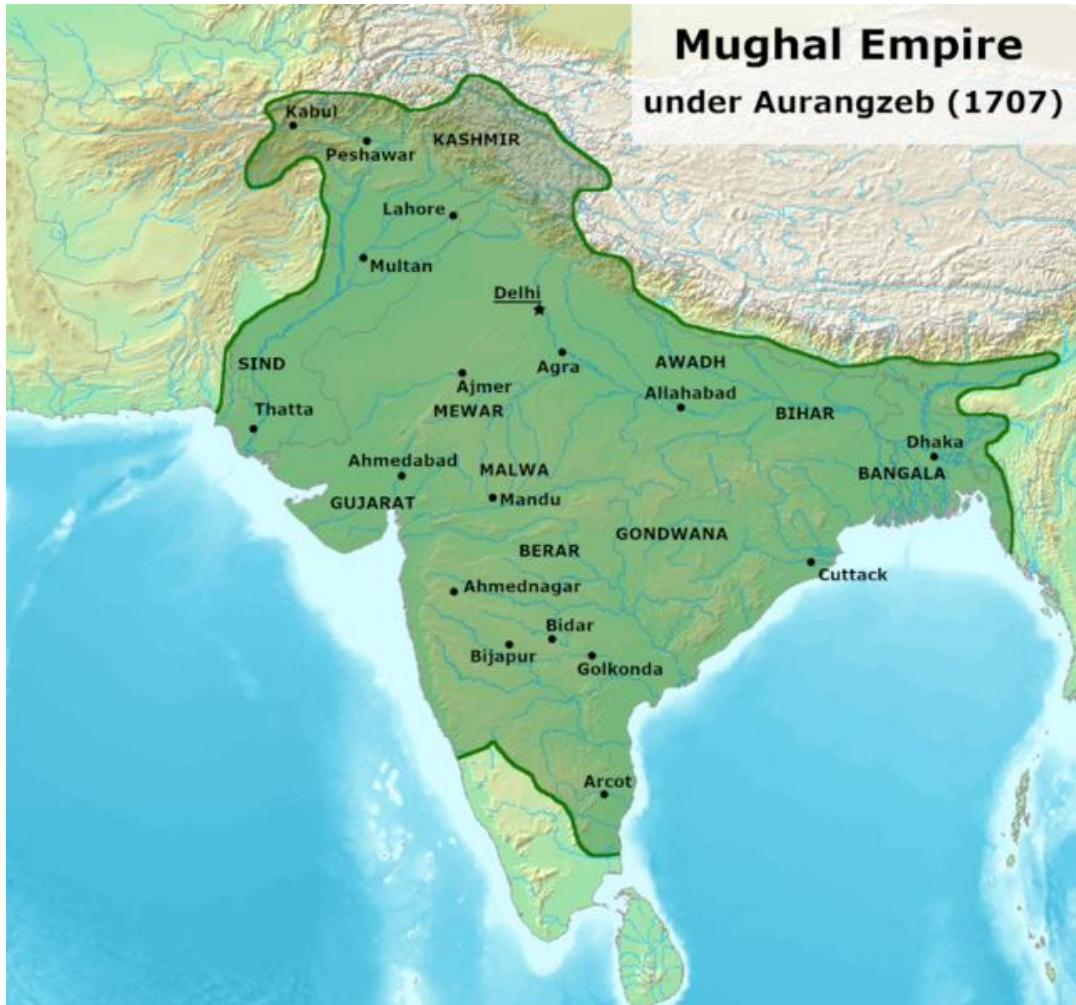 Mughal Empire
under Aurangzeb (1707)
Kabul
Peshawar
KASHMIR
Lahore
Multan
Delhi
SIND
Agra
AWADH
Ajmer
Allahabad
MEWAR
BIHAR
Thatta
Dhaka
Ahmedabad
MALWA
BANGALA
GUJARAT
Mandu
GONDWANA
BERAR
Cuttack
Ahmednagar
Bidar
Bijapur
Golkonda
Arcot